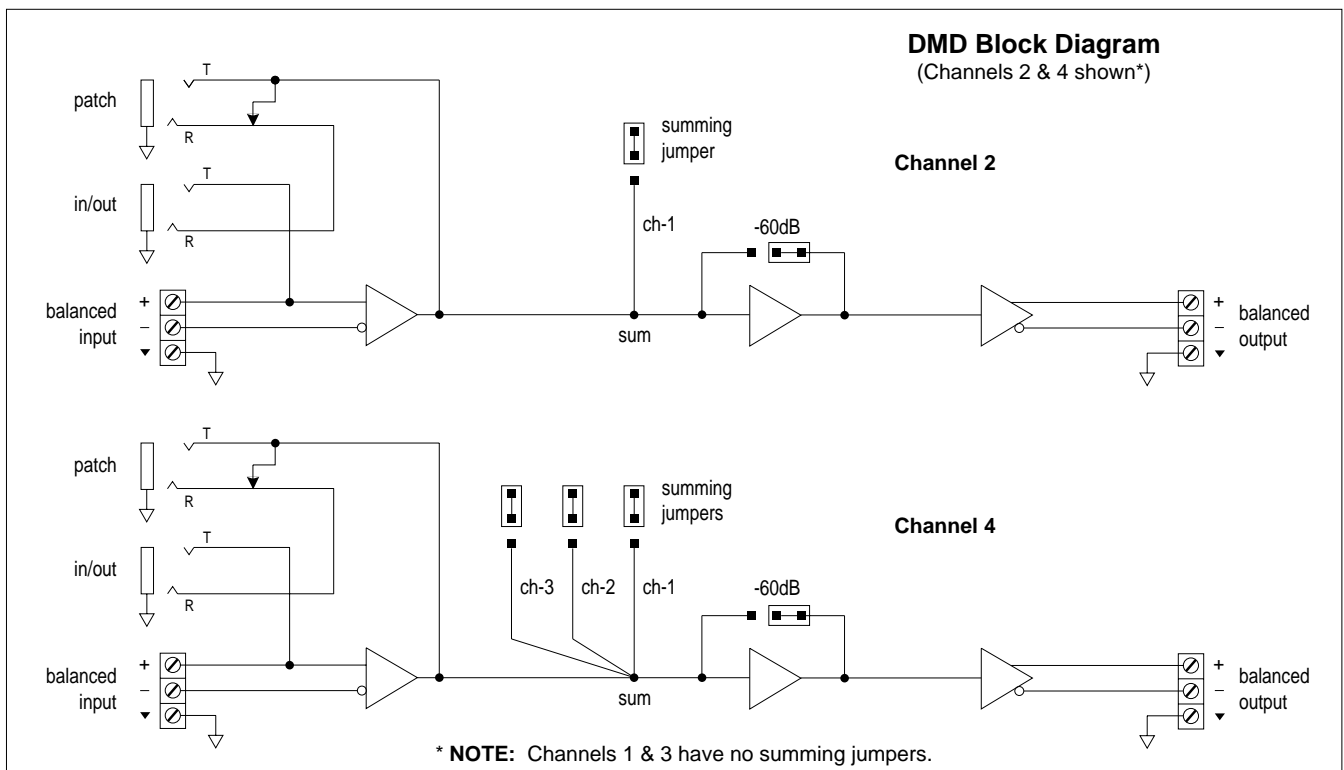 DMD Block Diagram
(Channels 2 & 4 shown*)
T
patch
R
summing
jumper
Channel 2
T
in/out
R
ch-1
-60dB
balanced
input
+
−
▼
sum
+
−
▼
balanced
output
T
patch
R
summing
jumpers
Channel 4
T
in/out
R
ch-3
ch-2
ch-1
-60dB
balanced
input
+
−
▼
sum
+
−
▼
balanced
output
* NOTE: Channels 1 & 3 have no summing jumpers.